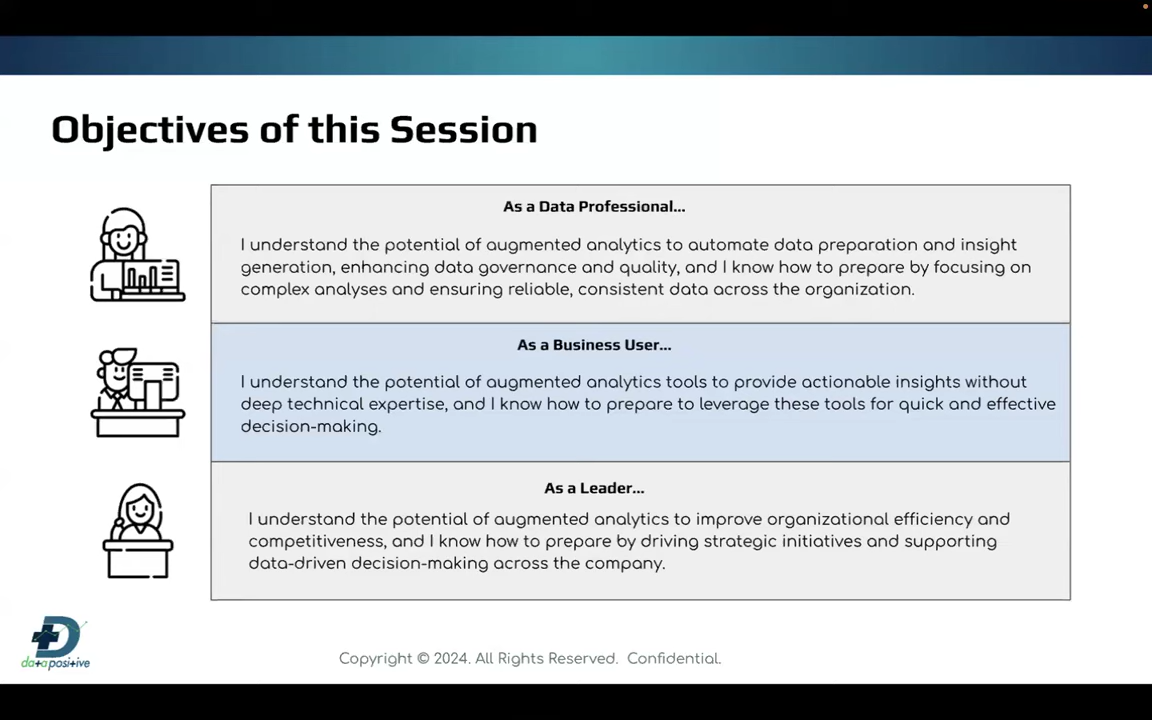 Objectives of this Session
As a Data Professional...
I understand the potential of augmented analytics to automate data preparation and insight
generation, enhancing data governance and quality, and I know how to prepare by focusing on
complex analyses and ensuring reliable, consistent data across the organization.
As a Business User...
I understand the potential of augmented analytics tools to provide actionable insights without
deep technical expertise, and I know how to prepare to leverage these tools for quick and effective
decision-making.
As a Leader...
I understand the potential of augmented analytics to improve organizational efficiency and
competitiveness, and I know how to prepare by driving strategic initiatives and supporting
data-driven decision-making across the company.
D
data positive
Copyright © 2024. All Rights Reserved. Confidential.